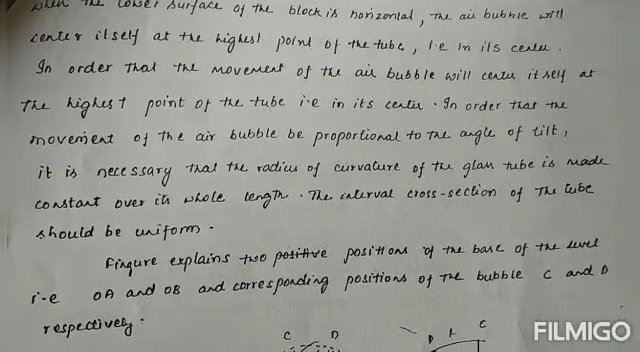 when the lower surface of the block is horizontal, the air bubble will
center itself at the highest point of the tube, i.e in its center.
In order that the movement of the air bubble will center itself at
the highest point of the tube i.e in its center. In order that the
movement of the air bubble be proportional to the angle of tilt,
it is necessary that the radius of curvature of the glass tube is made
constant over its whole length. The interval cross-section of the tube
should be uniform.
Fingure explains two positive positions of the base of the level
i-e OA and OB and corresponding positions of the bubble C and D
respectively.
C D
D E
FILMIGO